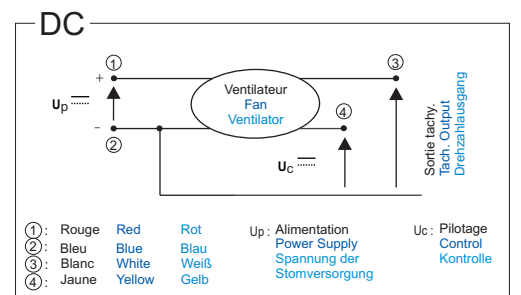 DC
① ③
+
Up
Ventilateur
Fan
Ventilator
④
-
②
Uc
Sortie tachy.
Tach. Output
Drehzahlausgang
①: Rouge Red Rot
②: Bleu Blue Blau
③: Blanc White Weiß
④: Jaune Yellow Gelb
Up: Alimentation
Power Supply
Spannung der
Stomversorgung
Uc: Pilotage
Control
Kontrolle